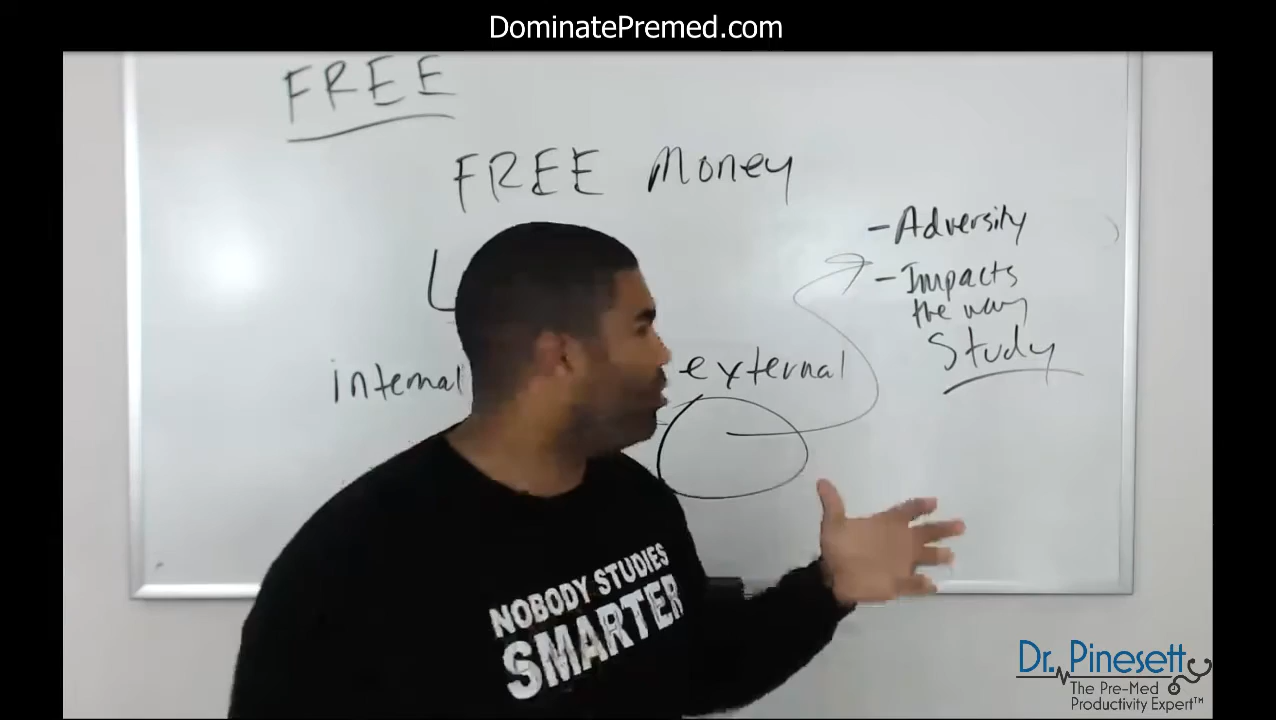 DominatePremed.com
FREE
FREE Money
- Adversity
- Impacts
the way
Study
internal
external
NOBODY STUDIES
SMARTER
Dr. Pinesett
The Pre-Med
Productivity Expert™